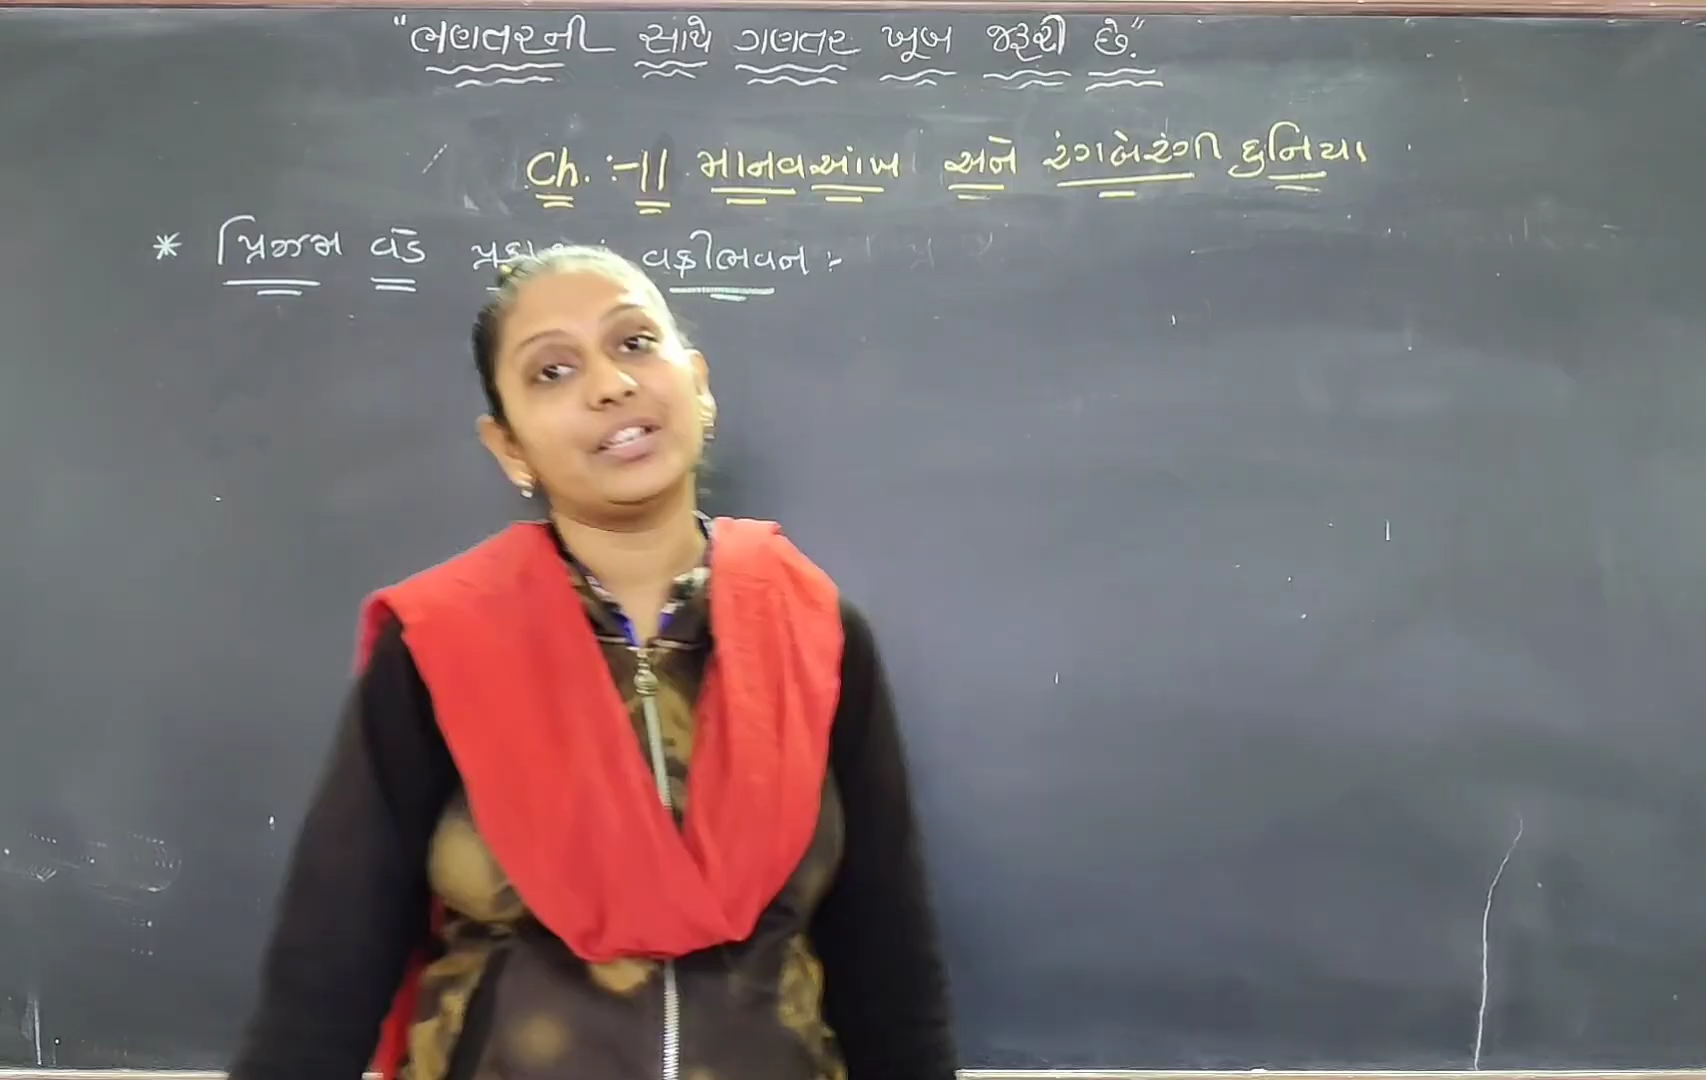 "ભણતરની સાથે ગણતર ખૂબ જરૂરી છે."
Ch. :-11 માનવઆંખ અને રંગબેરંગી દુનિયા
* પ્રિઝમ વડે વક્રીભવન :-